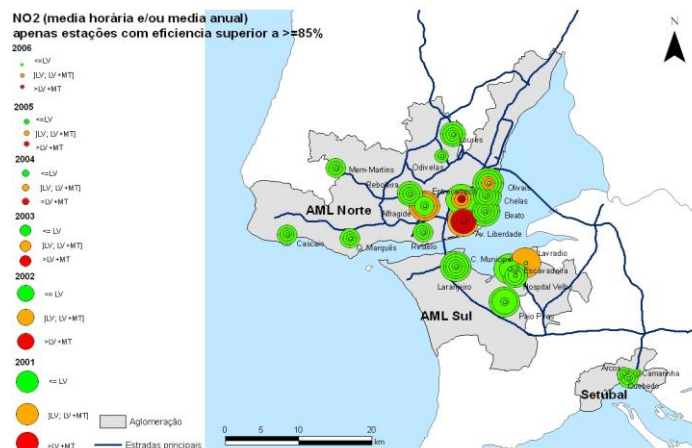 NO2 (media horária e/ou media anual)
apenas estações com eficiencia superior a >=85%
2006
<=LV
]LV; LV+MT]
>LV+MT
2005
<=LV
]LV; LV+MT]
>LV+MT
2004
<=LV
]LV; LV+MT]
>LV+MT
2003
<= LV
]LV; LV+MT]
>LV+MT
2002
<= LV
]LV; LV+MT]
>LV+MT
2001
<= LV
]LV; LV+MT]
>LV+MT
N
Loures
Odivelas
Mem-Martins
Reboleira
Olivais
Chelas
AML Norte
Alfragide
Beato
Av. Liberdade
Cascais
Q. Marquês
Restelo
Lavradio
C. Municipal
Escavadeira
Laranjeiro
Hospital Velho
AML Sul
Paio Pires
Arcos
Camarinha
Quebedo
Setúbal
Aglomeração
Estradas principais
0 5 10 20
km